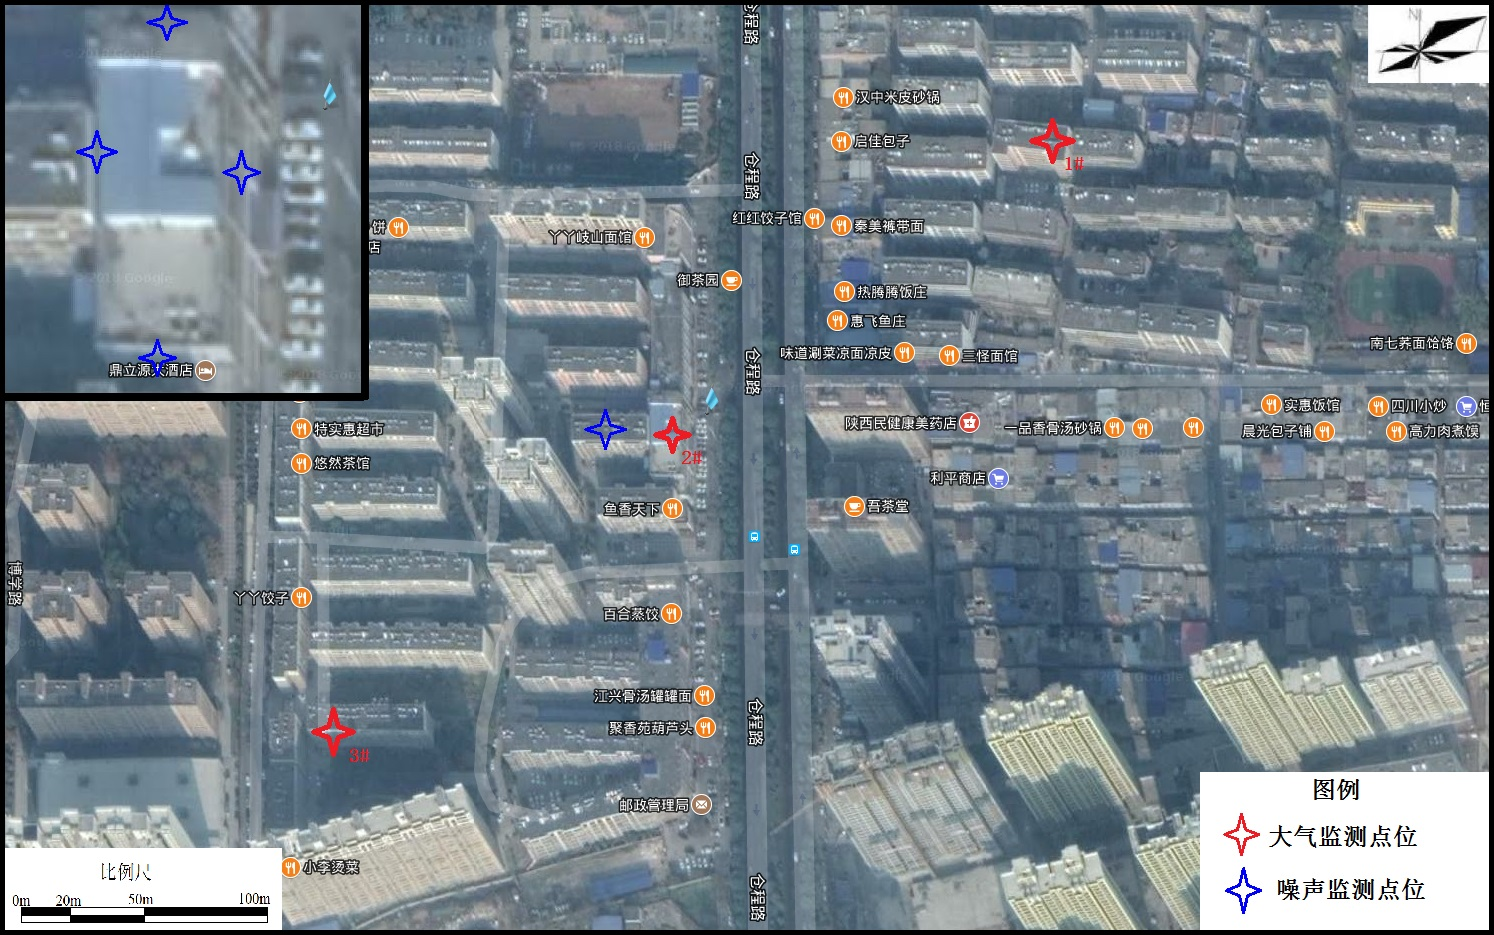 鼎立源大酒店
N
仓程路
汉中米皮砂锅
启佳包子
1#
仓程路
红红饺子馆
秦美裤带面
饼
店
丫丫岐山面馆
御茶园
热腾腾饭庄
惠飞鱼庄
仓程路
味道涮菜凉面凉皮
三怪面馆
南七荞面饸饹
特实惠超市
悠然茶馆
2#
陕西民健康美药店
一品香骨汤砂锅
实惠饭馆
四川小炒
恒
晨光包子铺
高力肉煮馍
利平商店
鱼香天下
吾茶堂
博学路
丫丫饺子
百合蒸饺
江兴骨汤罐罐面
聚香苑葫芦头
仓程路
3#
邮政管理局
小李烫菜
仓程路
比例尺
0m 20m 50m 100m
图例
大气监测点位
噪声监测点位